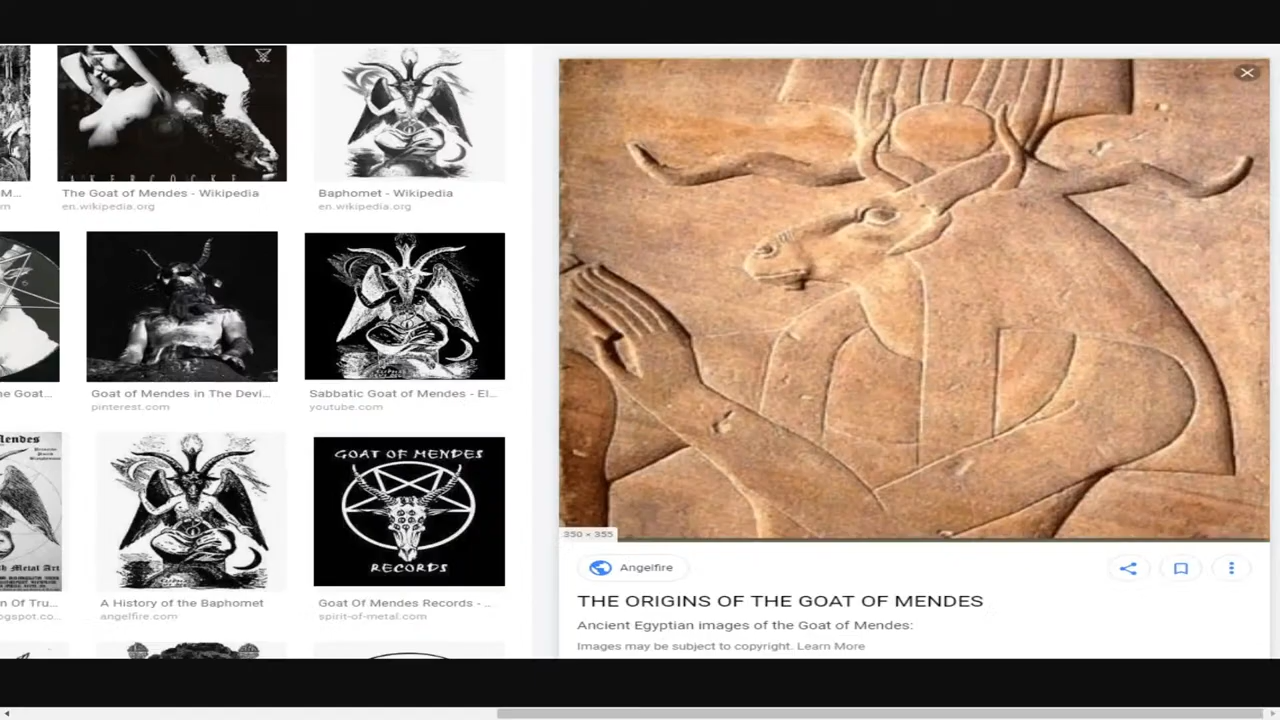 M...
The Goat of Mendes - Wikipedia
en.wikipedia.org
Baphomet - Wikipedia
en.wikipedia.org
Goat of Mendes in The Devi...
pinterest.com
Sabbatic Goat of Mendes - El...
youtube.com
GOAT OF MENDES
RECORDS
A History of the Baphomet
angelfire.com
Goat Of Mendes Records - ..
spirit-of-metal.com
350 × 355
Angelfire
THE ORIGINS OF THE GOAT OF MENDES
Ancient Egyptian images of the Goat of Mendes:
Images may be subject to copyright. Learn More